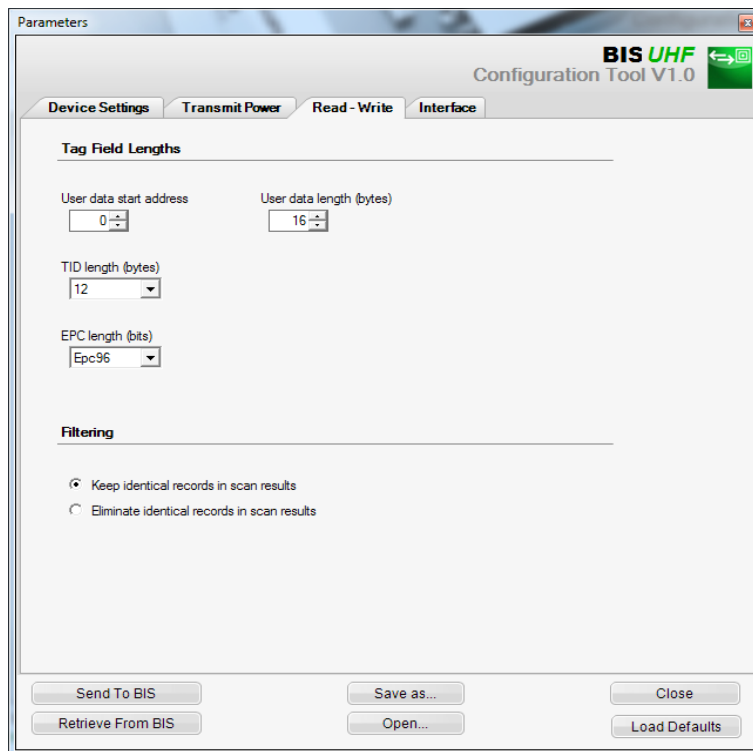 Parameters
BIS UHF
Configuration Tool V1.0
Device Settings Transmit Power Read - Write Interface
Tag Field Lengths
User data start address User data length (bytes)
0 16
TID length (bytes)
12
EPC length (bits)
Epc96
Filtering
Keep identical records in scan results
Eliminate identical records in scan results
Send To BIS Save as... Close
Retrieve From BIS Open... Load Defaults